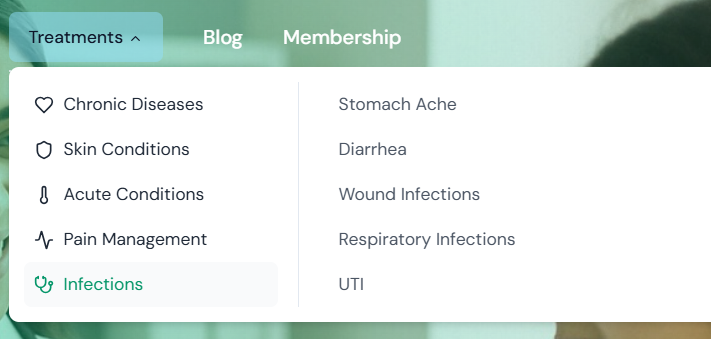 Treatments Blog Membership
Chronic Diseases
Skin Conditions
Acute Conditions
Pain Management
Infections
Stomach Ache
Diarrhea
Wound Infections
Respiratory Infections
UTI